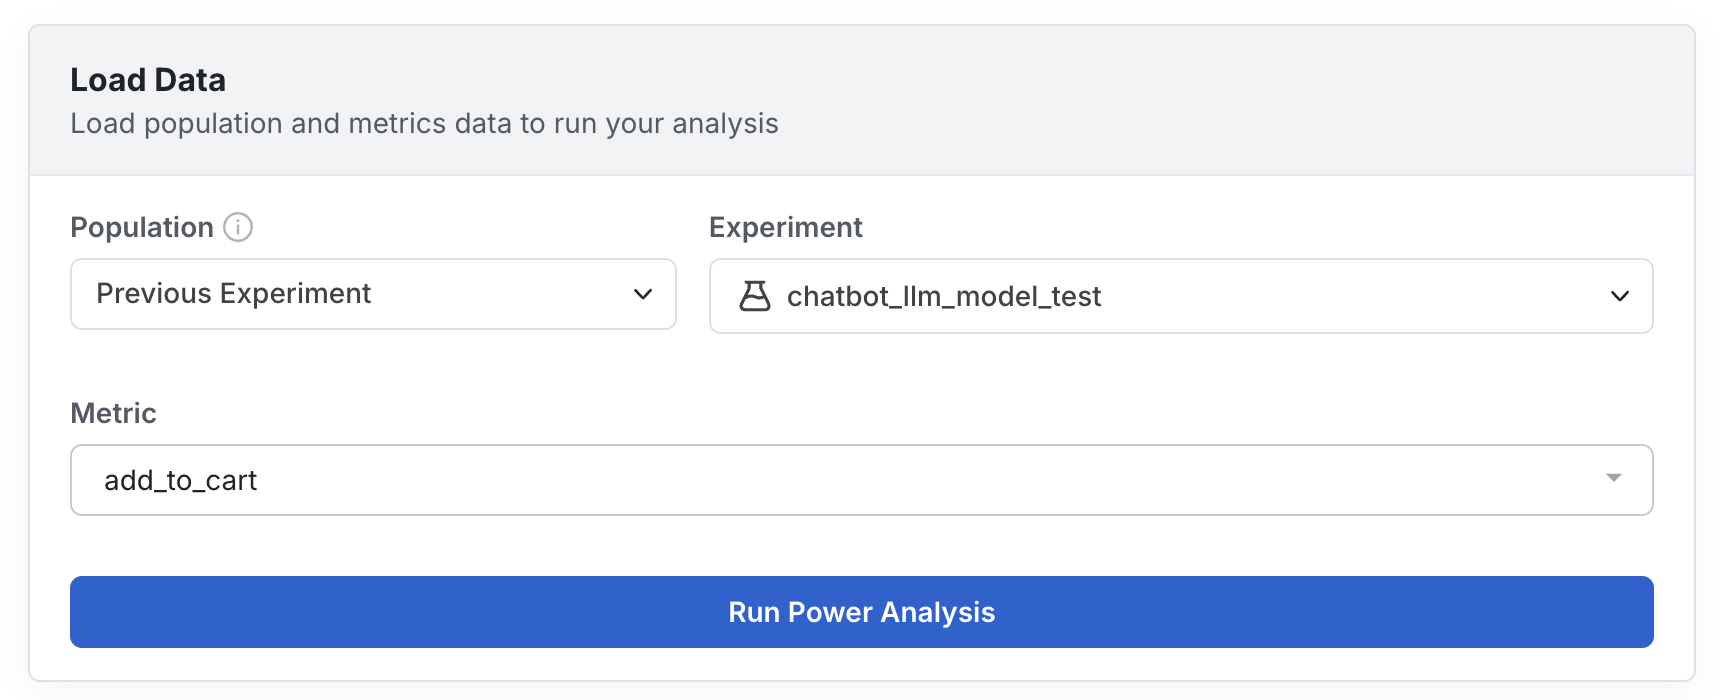 Load Data
Load population and metrics data to run your analysis
Population
Experiment
Previous Experiment
chatbot_llm_model_test
Metric
add_to_cart
Run Power Analysis